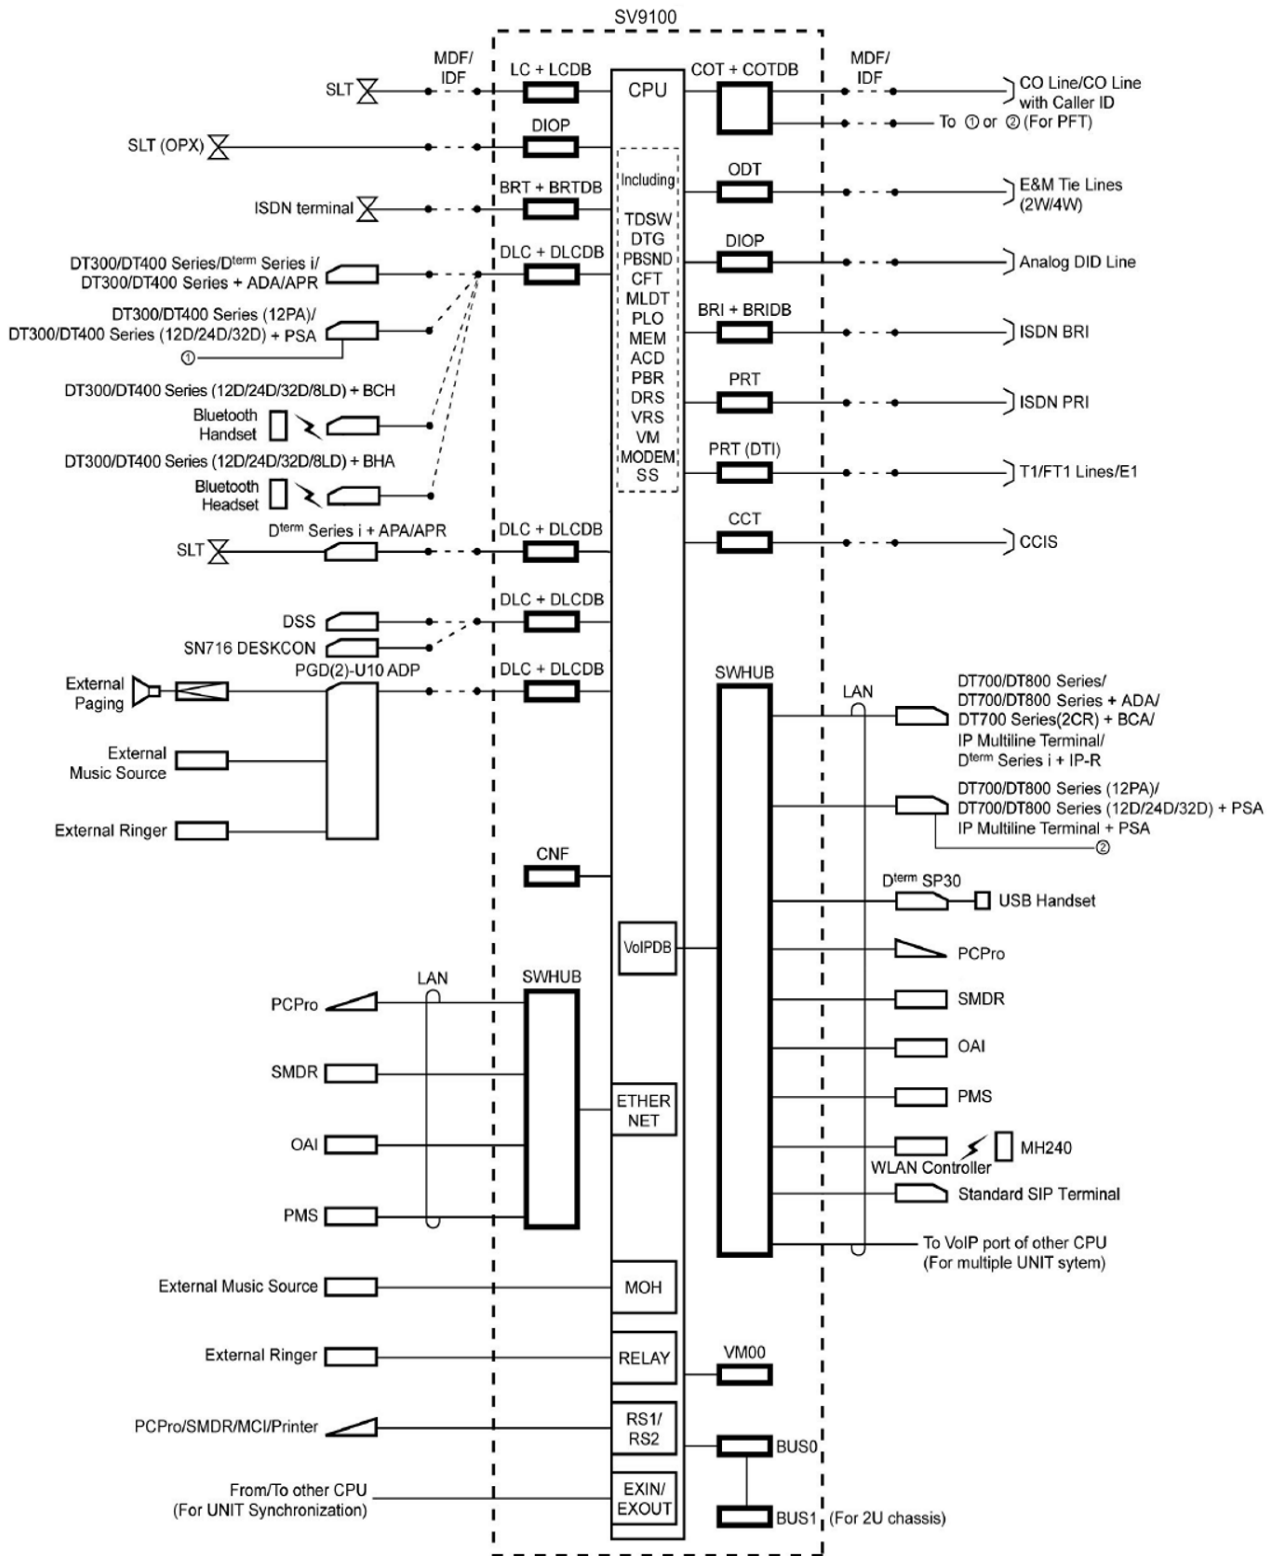 SV9100
MDF/
IDF
SLT
LC + LCDB
CPU
COT + COTDB
MDF/
IDF
CO Line/CO Line
with Caller ID
To ① or ② (For PFT)
SLT (OPX)
DIOP
ISDN terminal
BRT + BRTDB
DT300/DT400 Series/Dterm Series i/
DT300/DT400 Series + ADA/APR
DLC + DLCDB
DT300/DT400 Series (12PA)/
DT300/DT400 Series (12D/24D/32D) + PSA
①
DT300/DT400 Series (12D/24D/32D/8LD) + BCH
Bluetooth
Handset
DT300/DT400 Series (12D/24D/32D/8LD) + BHA
Bluetooth
Headset
Including
TDSW
DTG
PBSND
CFT
MLDT
PLO
MEM
ACD
PBR
DRS
VRS
VM
MODEM
SS
ODT
E&M Tie Lines
(2W/4W)
DIOP
Analog DID Line
BRI + BRIDB
ISDN BRI
PRT
ISDN PRI
PRT (DTI)
T1/FT1 Lines/E1
CCT
CCIS
SLT
Dterm Series i + APA/APR
DLC + DLCDB
DSS
SN716 DESKCON
DLC + DLCDB
PGD(2)-U10 ADP
DLC + DLCDB
External
Paging
External
Music Source
External Ringer
CNF
VoIPDB
SWHUB
LAN
DT700/DT800 Series/
DT700/DT800 Series + ADA/
DT700 Series(2CR) + BCA/
IP Multiline Terminal/
Dterm Series i + IP-R
DT700/DT800 Series (12PA)/
DT700/DT800 Series (12D/24D/32D) + PSA
IP Multiline Terminal + PSA
②
Dterm SP30
USB Handset
PCPro
SMDR
OAI
PMS
WLAN Controller
MH240
Standard SIP Terminal
To VoIP port of other CPU
(For multiple UNIT sytem)
LAN
SWHUB
PCPro
SMDR
OAI
PMS
ETHER
NET
External Music Source
MOH
External Ringer
RELAY
VM00
PCPro/SMDR/MCI/Printer
RS1/
RS2
BUS0
From/To other CPU
(For UNIT Synchronization)
EXIN/
EXOUT
BUS1 (For 2U chassis)